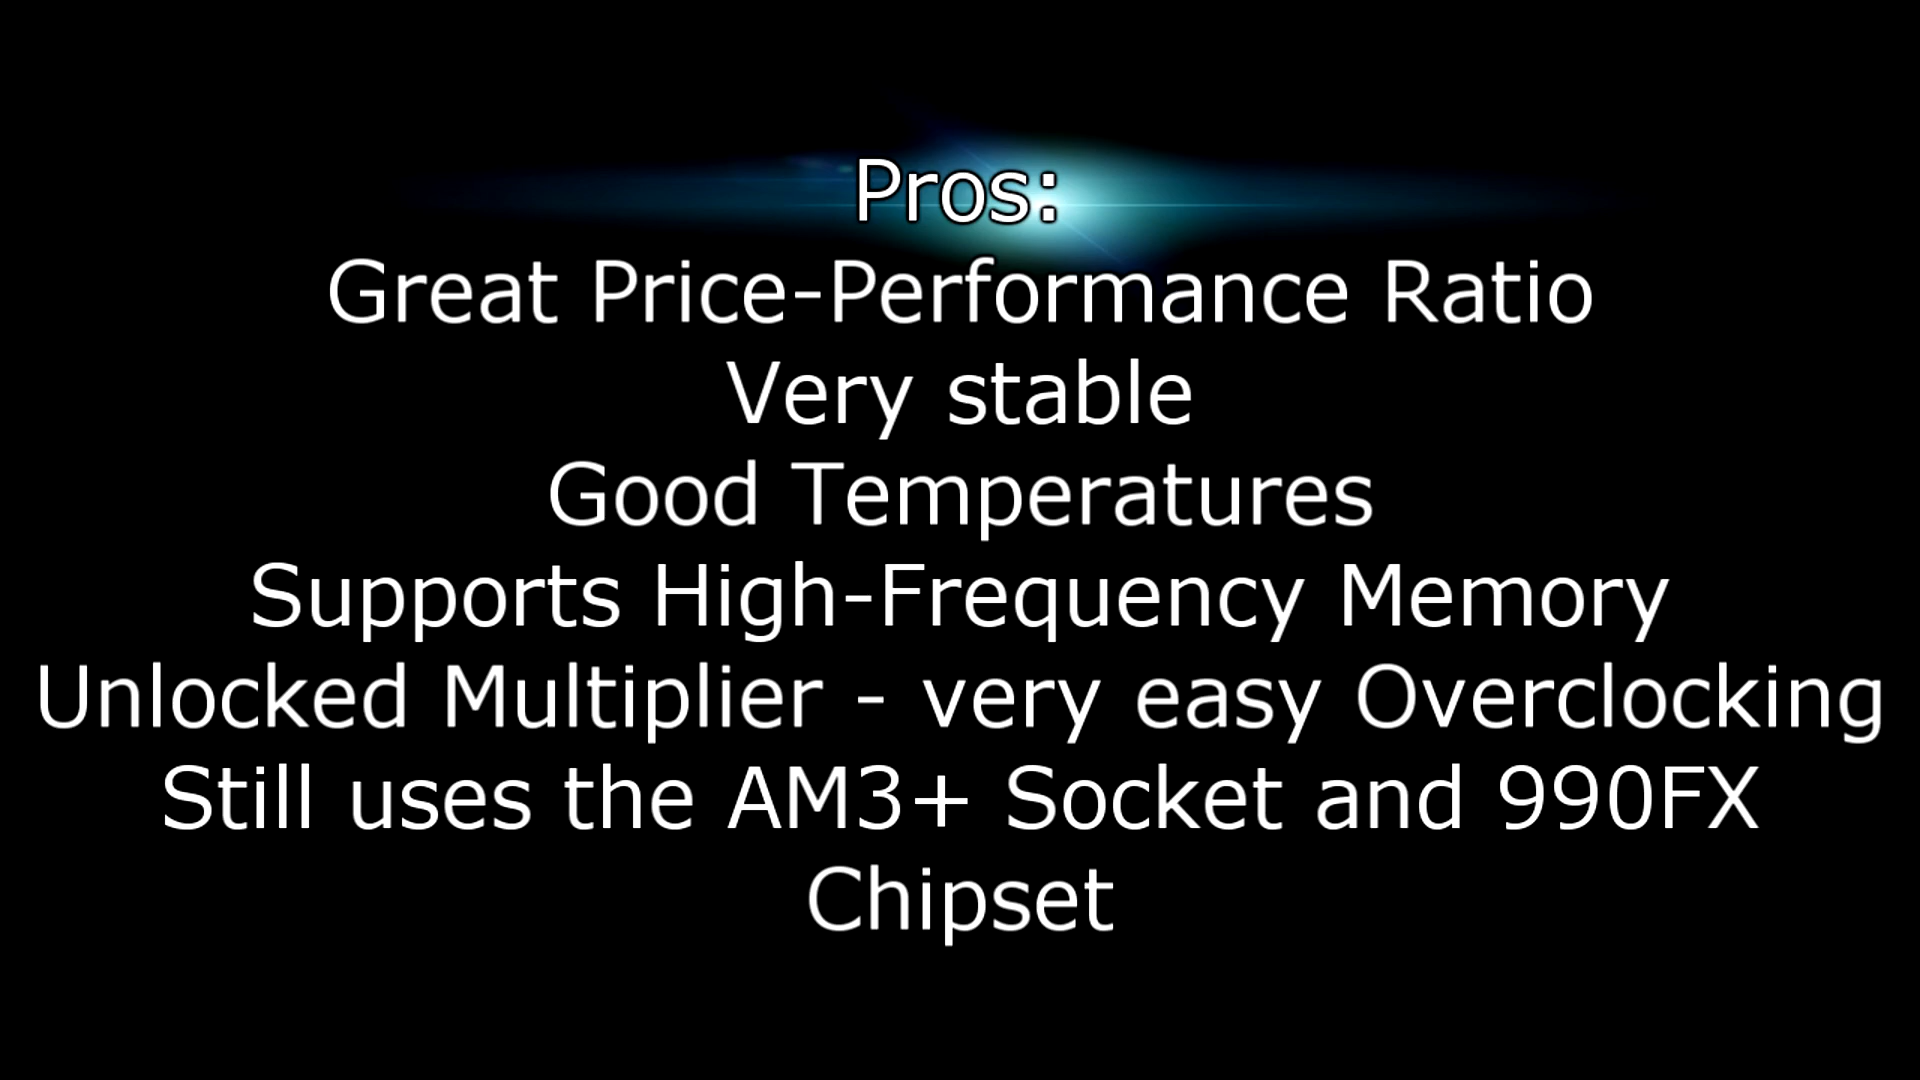 Pros:
Great Price-Performance Ratio
Very stable
Good Temperatures
Supports High-Frequency Memory
Unlocked Multiplier - very easy Overclocking
Still uses the AM3+ Socket and 990FX
Chipset